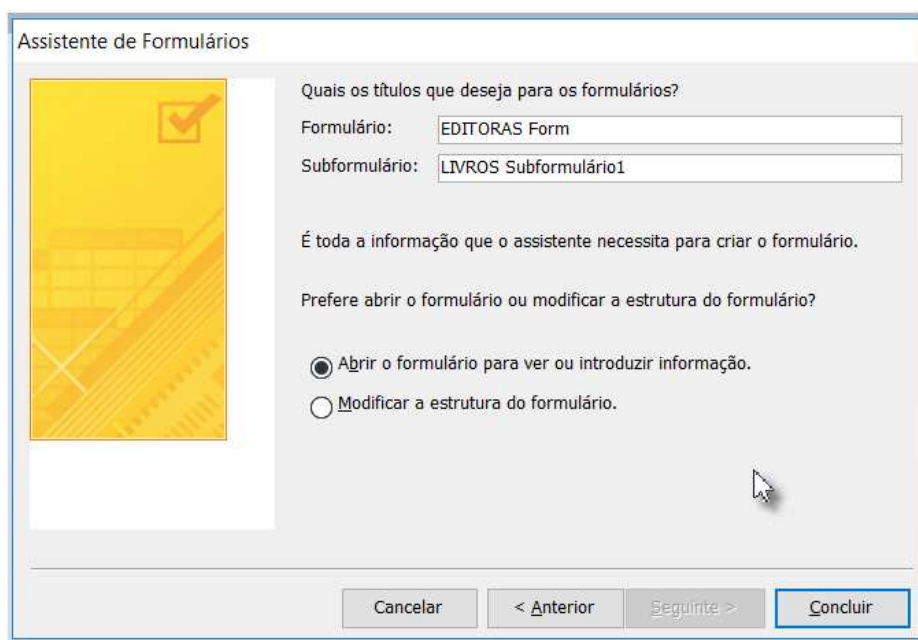 Assistente de Formulários
Quais os títulos que deseja para os formulários?
Formulário: EDITORAS Form
Subformulário: LIVROS Subformulário1
É toda a informação que o assistente necessita para criar o formulário.
Prefere abrir o formulário ou modificar a estrutura do formulário?
Abrir o formulário para ver ou introduzir informação.
Modificar a estrutura do formulário.
Cancelar < Anterior Seguinte > Concluir